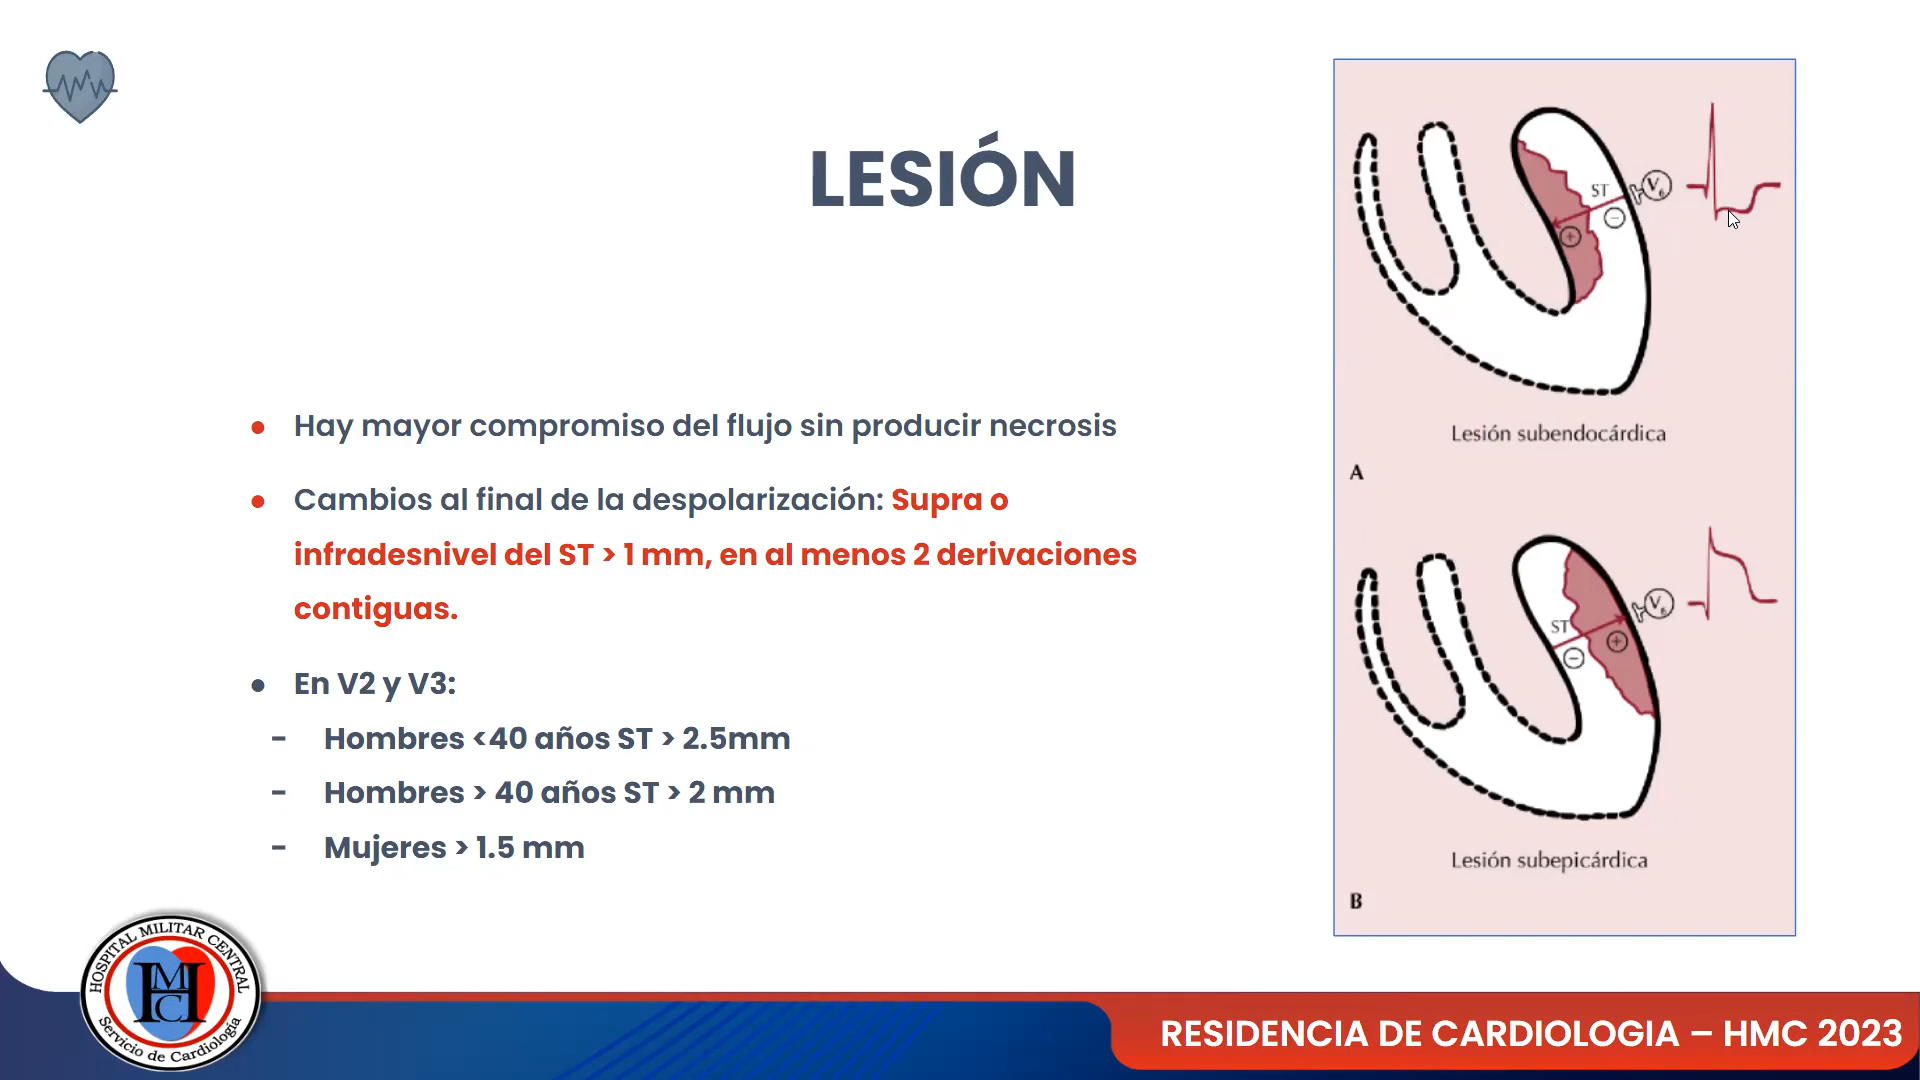 LESIÓN
● Hay mayor compromiso del flujo sin producir necrosis
● Cambios al final de la despolarización: Supra o
infradesnivel del ST > 1 mm, en al menos 2 derivaciones
contiguas.
● En V2 y V3:
- Hombres <40 años ST > 2.5mm
- Hombres > 40 años ST > 2 mm
- Mujeres > 1.5 mm
ST
V6
−
+
Lesión subendocárdica
A
ST
V6
+
−
Lesión subepicárdica
B
HOSPITAL MILITAR CENTRAL
HMC
Servicio de Cardiología
RESIDENCIA DE CARDIOLOGIA – HMC 2023